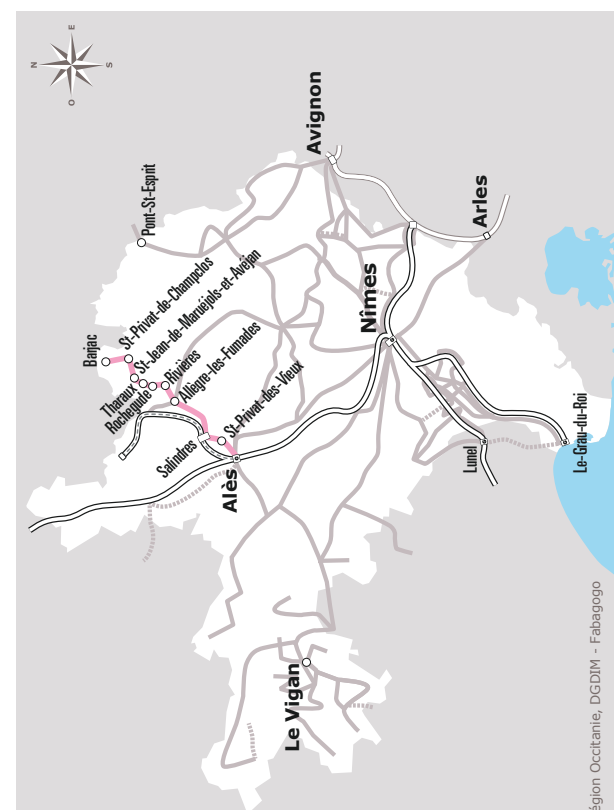 E
N
S
O
Avignon
Pont-St-Esprit
Arles
St-Privat-de-Champclos
Barjac
St-Jean-de-Maruéjols-et-Avéjan
Tharaux
Rochegude
Rivières
Allègre-les-Fumades
Nîmes
St-Privat-des-Vieux
Salindres
Alès
Lunel
Le-Grau-du-Roi
Le Vigan
égion Occitanie, DGDIM - Fabagogo